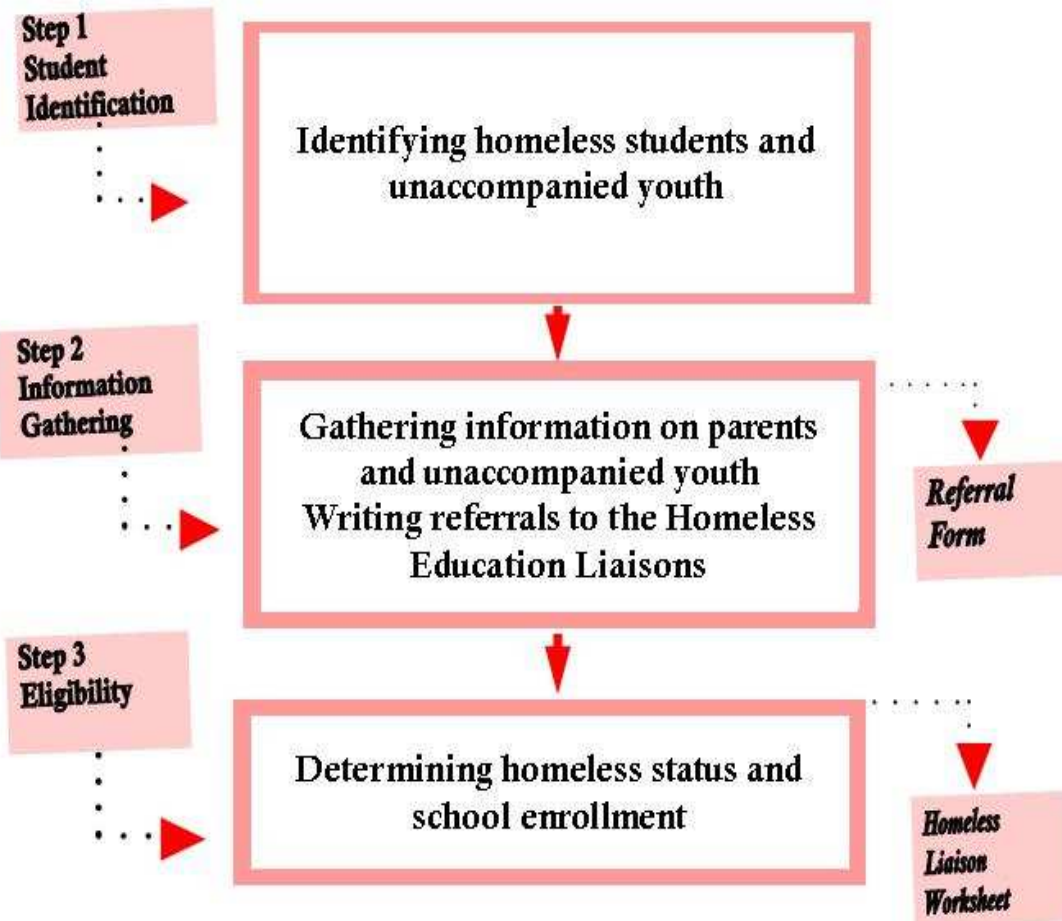 Step 1
Student
Identification
Identifying homeless students and
unaccompanied youth
Step 2
Information
Gathering
Gathering information on parents
and unaccompanied youth
Writing referrals to the Homeless
Education Liaisons
Referral
Form
Step 3
Eligibility
Determining homeless status and
school enrollment
Homeless
Liaison
Worksheet